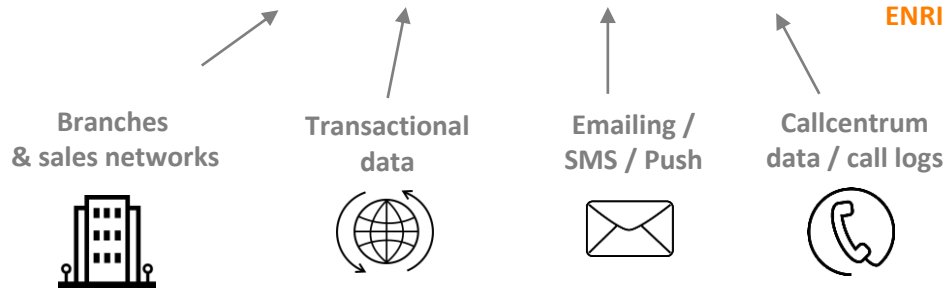 ENRI
Branches
& sales networks
Transactional
data
Emailing /
SMS / Push
Callcentrum
data / call logs